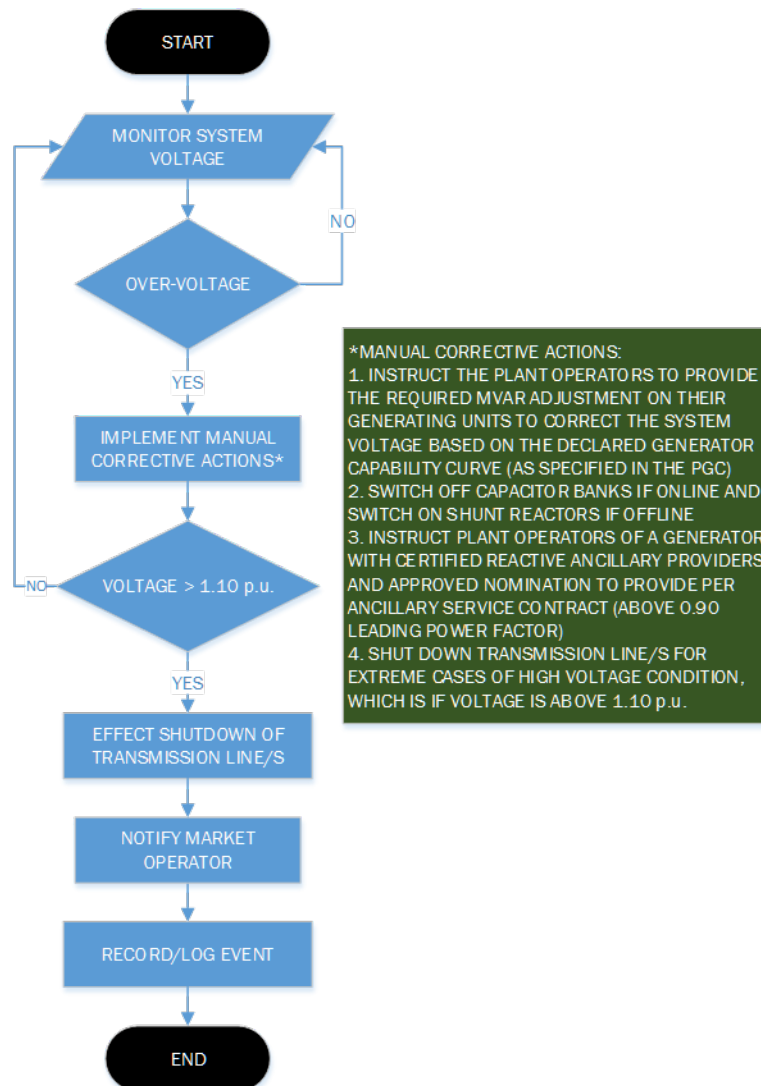 START
MONITOR SYSTEM
VOLTAGE
NO
OVER-VOLTAGE
YES
IMPLEMENT MANUAL
CORRECTIVE ACTIONS*
NO
VOLTAGE > 1.10 p.u.
YES
EFFECT SHUTDOWN OF
TRANSMISSION LINE/S
NOTIFY MARKET
OPERATOR
RECORD/LOG EVENT
END
*MANUAL CORRECTIVE ACTIONS:
1. INSTRUCT THE PLANT OPERATORS TO PROVIDE
THE REQUIRED MVAR ADJUSTMENT ON THEIR
GENERATING UNITS TO CORRECT THE SYSTEM
VOLTAGE BASED ON THE DECLARED GENERATOR
CAPABILITY CURVE (AS SPECIFIED IN THE PGC)
2. SWITCH OFF CAPACITOR BANKS IF ONLINE AND
SWITCH ON SHUNT REACTORS IF OFFLINE
3. INSTRUCT PLANT OPERATORS OF A GENERATOR
WITH CERTIFIED REACTIVE ANCILLARY PROVIDERS
AND APPROVED NOMINATION TO PROVIDE PER
ANCILLARY SERVICE CONTRACT (ABOVE 0.90
LEADING POWER FACTOR)
4. SHUT DOWN TRANSMISSION LINE/S FOR
EXTREME CASES OF HIGH VOLTAGE CONDITION,
WHICH IS IF VOLTAGE IS ABOVE 1.10 p.u.